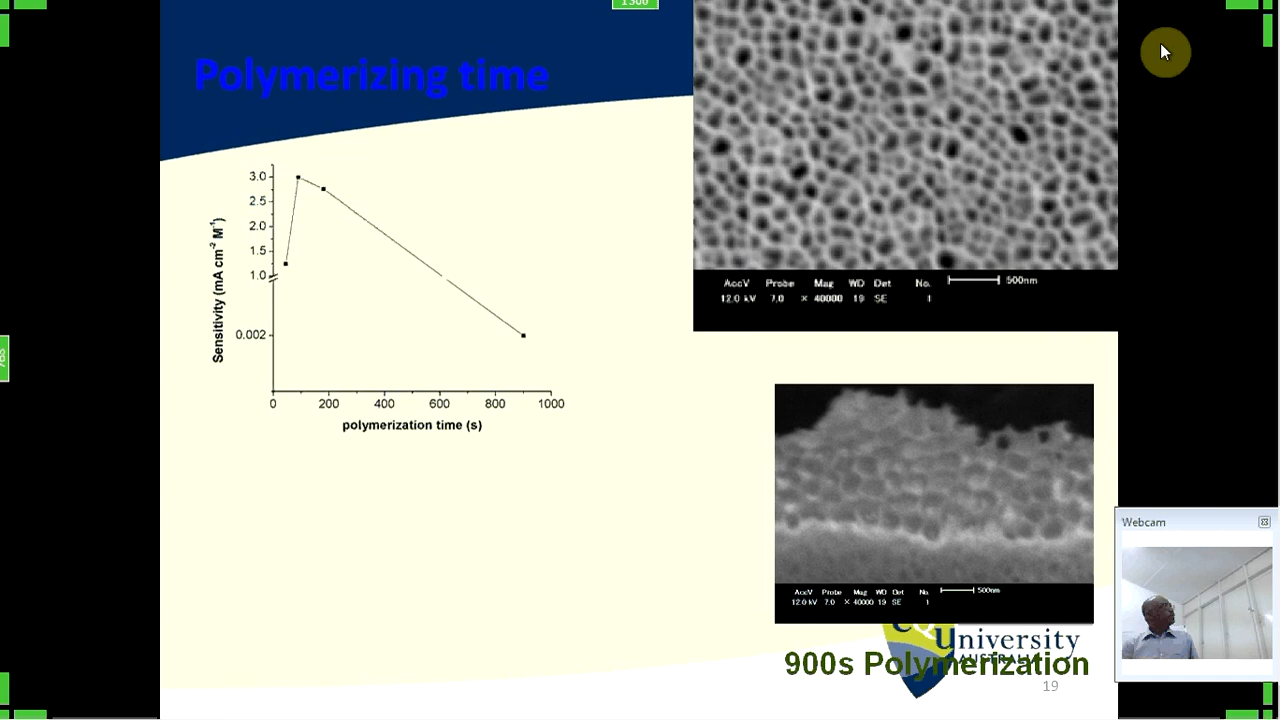 1300
Polymerizing time
3.0
2.5
2.0
1.5
1.0
0.002
Sensitivity (mA cm⁻² M⁻¹)
0 200 400 600 800 1000
polymerization time (s)
AccV Probe Mag WD Det No.
12.0 kV 7.0 × 40000 19 SE 1
500nm
AccV Probe Mag WD Det No.
12.0 kV 7.0 × 40000 19 SE 1
500nm
University
900s Polymerization
19
Webcam